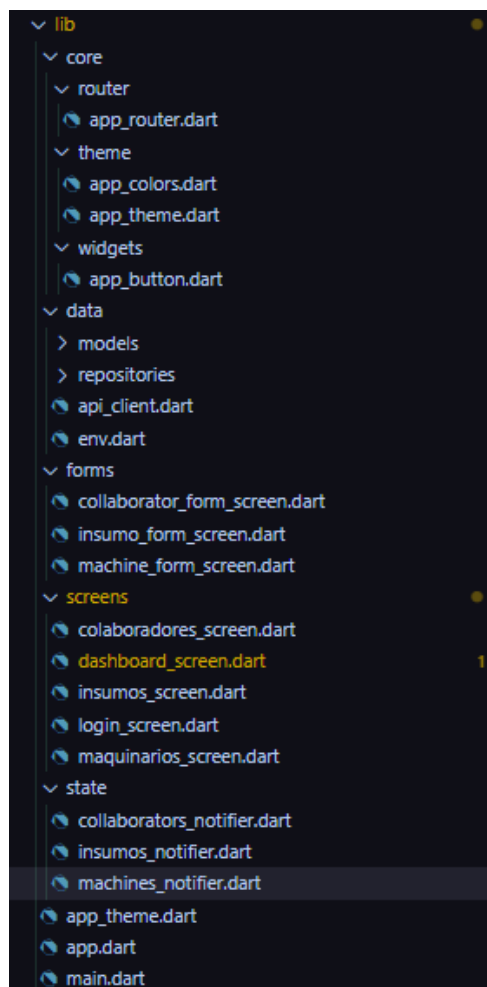 lib
core
router
app_router.dart
theme
app_colors.dart
app_theme.dart
widgets
app_button.dart
data
models
repositories
api_client.dart
env.dart
forms
collaborator_form_screen.dart
insumo_form_screen.dart
machine_form_screen.dart
screens
colaboradores_screen.dart
dashboard_screen.dart 1
insumos_screen.dart
login_screen.dart
maquinarios_screen.dart
state
collaborators_notifier.dart
insumos_notifier.dart
machines_notifier.dart
app_theme.dart
app.dart
main.dart